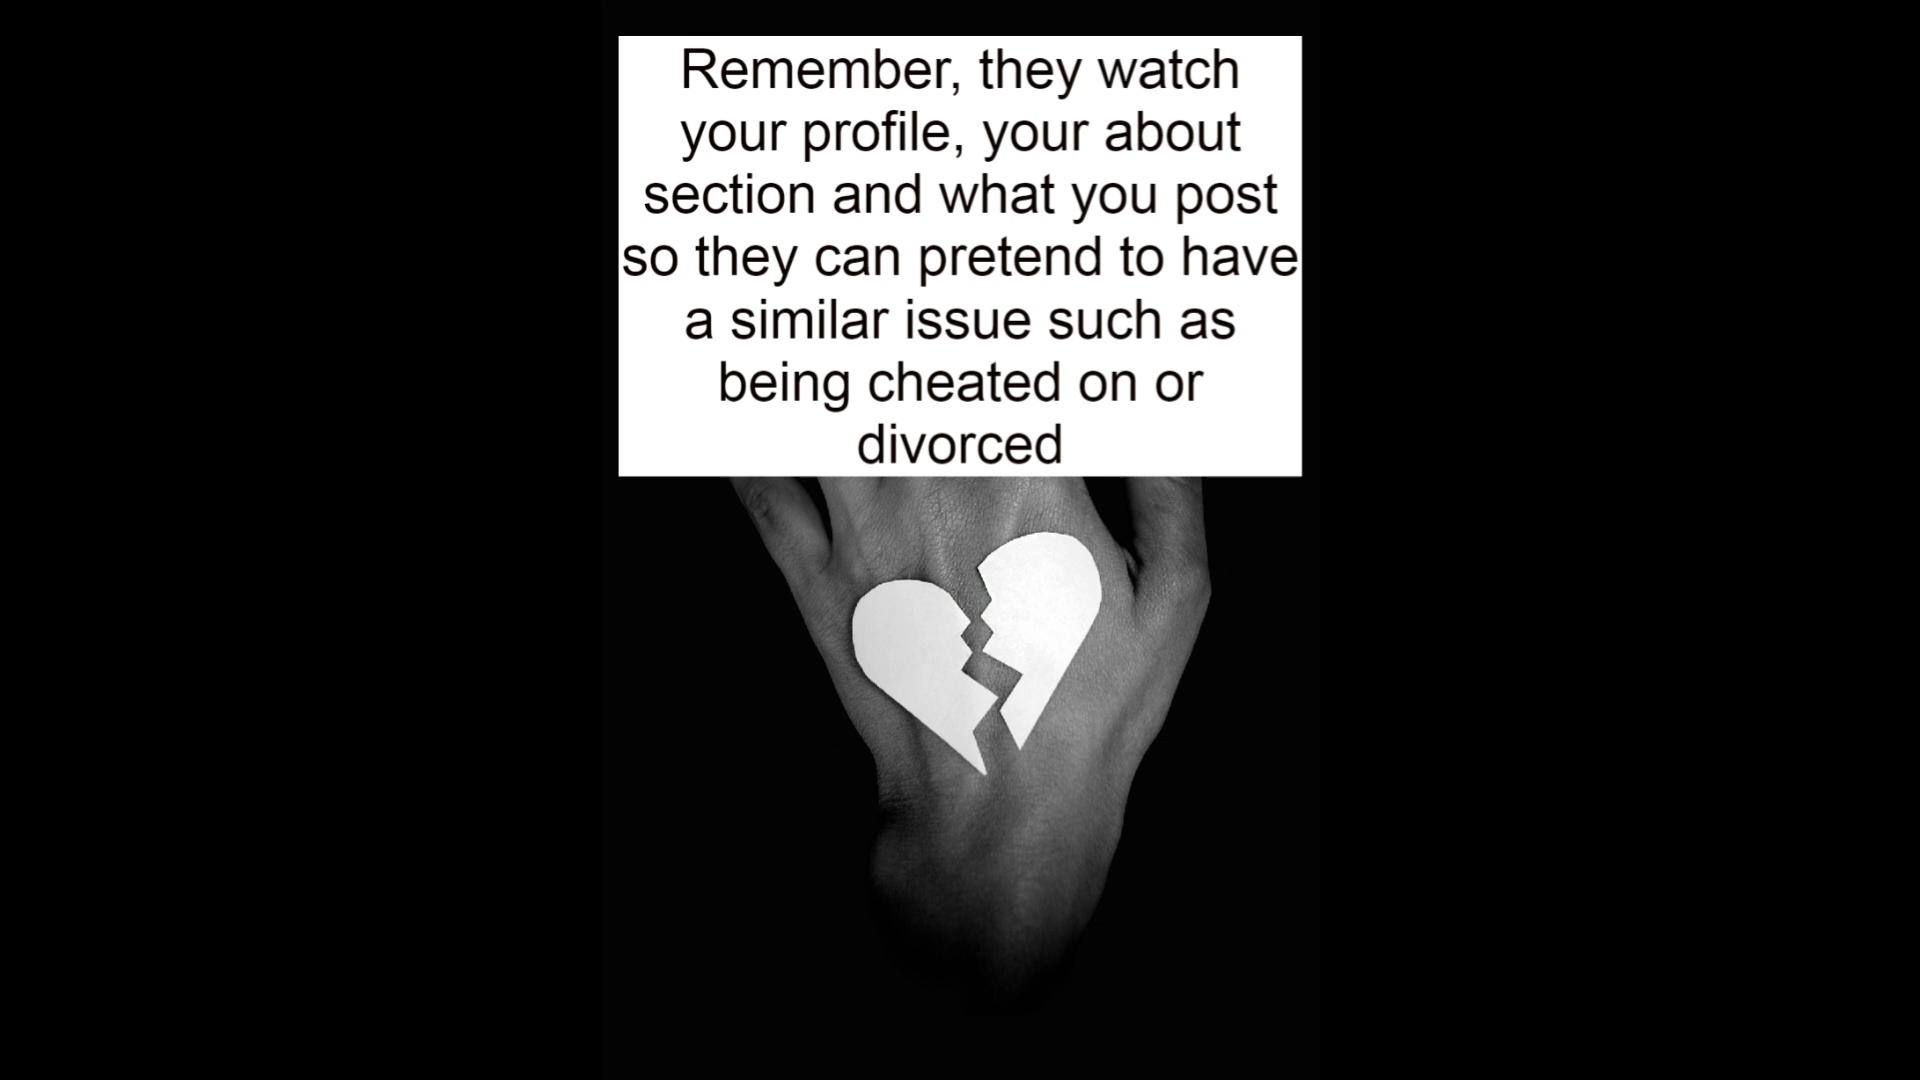 Remember, they watch
your profile, your about
section and what you post
so they can pretend to have
a similar issue such as
being cheated on or
divorced